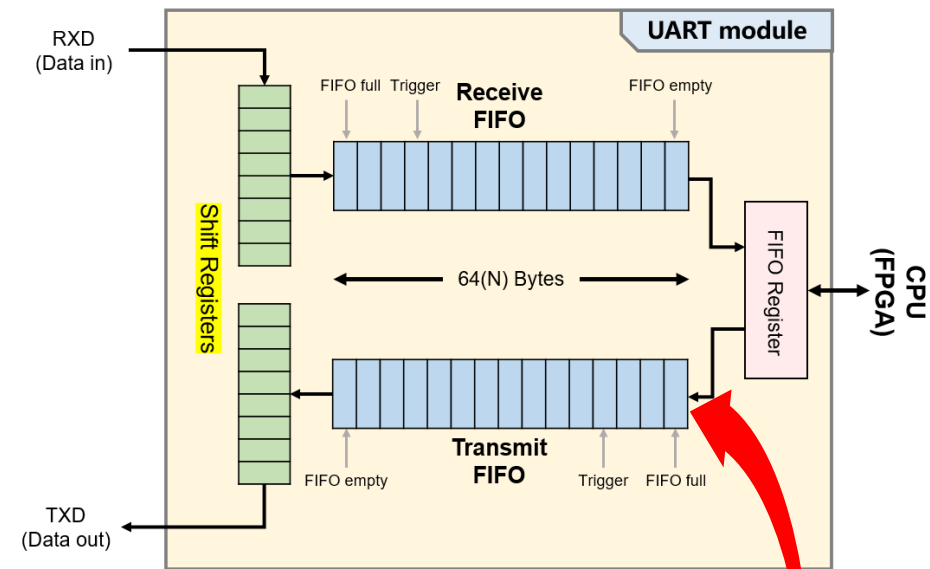 UART module
RXD
(Data in)
FIFO full
Trigger
Receive
FIFO
FIFO empty
Shift Registers
64(N) Bytes
FIFO Register
CPU
(FPGA)
Transmit
FIFO
FIFO empty
Trigger
FIFO full
TXD
(Data out)